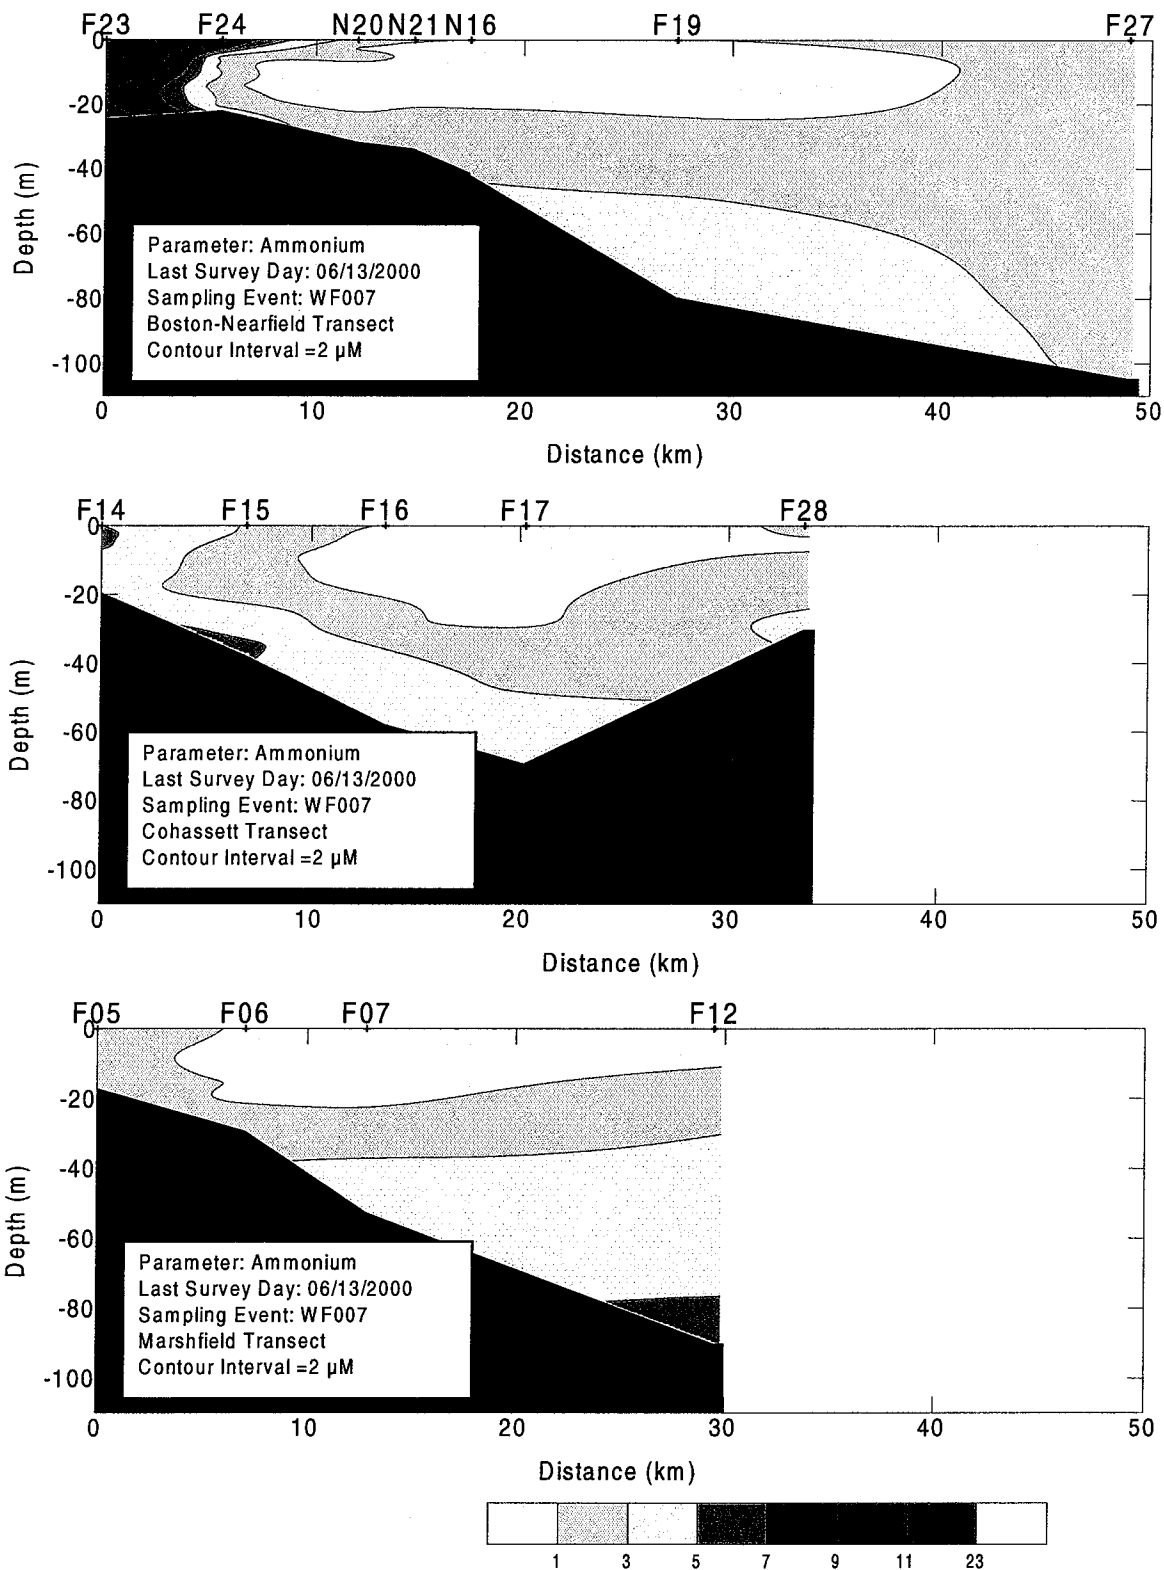 F23 F24 N20 N21 N16 F19 F27
0
-20
-40
-60
-80
-100
Depth (m)
Parameter: Ammonium
Last Survey Day: 06/13/2000
Sampling Event: WF007
Boston-Nearfield Transect
Contour Interval =2 µM
0 10 20 30 40 50
Distance (km)
F14 F15 F16 F17 F28
0
-20
-40
-60
-80
-100
Depth (m)
Parameter: Ammonium
Last Survey Day: 06/13/2000
Sampling Event: WF007
Cohassett Transect
Contour Interval =2 µM
0 10 20 30 40 50
Distance (km)
F05 F06 F07 F12
0
-20
-40
-60
-80
-100
Depth (m)
Parameter: Ammonium
Last Survey Day: 06/13/2000
Sampling Event: WF007
Marshfield Transect
Contour Interval =2 µM
0 10 20 30 40 50
Distance (km)
1 3 5 7 9 11 23